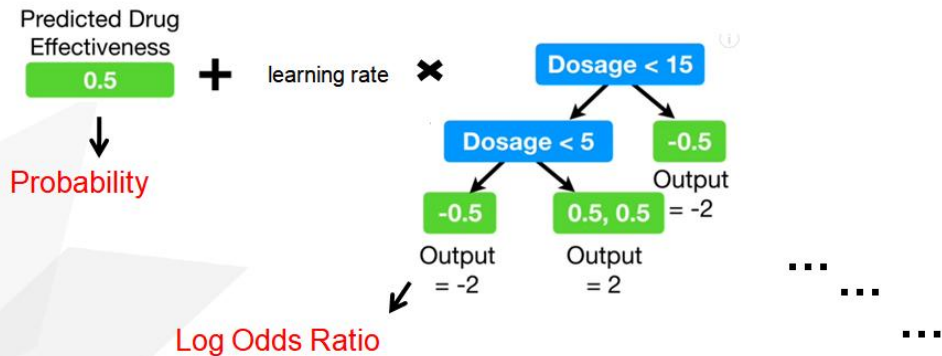 Predicted Drug
Effectiveness
0.5
+
learning rate
×
Dosage < 15
Dosage < 5
-0.5
Output
= -2
-0.5
Output
= -2
0.5, 0.5
Output
= 2
Probability
Log Odds Ratio
...
...
...